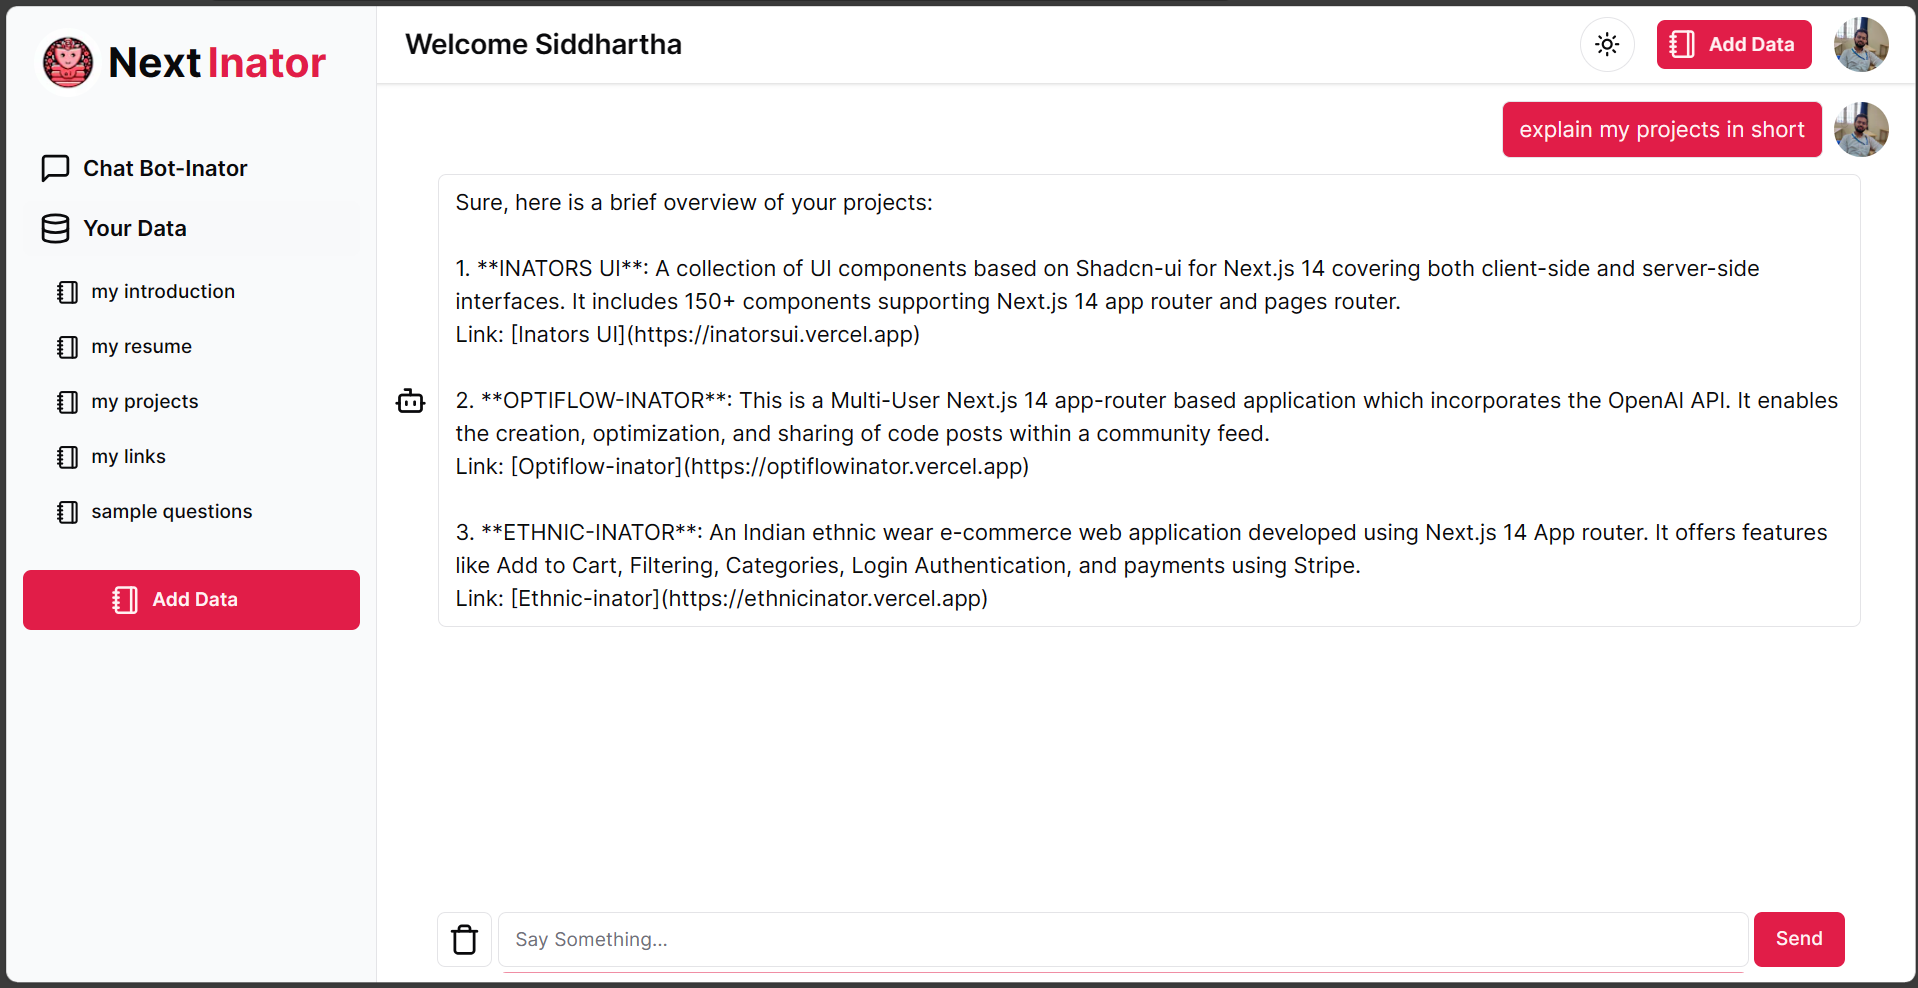 Next Inator
Welcome Siddhartha
Add Data
Chat Bot-Inator
Your Data
my introduction
my resume
my projects
my links
sample questions
Add Data
explain my projects in short
Sure, here is a brief overview of your projects:
1. **INATORS UI**: A collection of UI components based on Shadcn-ui for Next.js 14 covering both client-side and server-side
interfaces. It includes 150+ components supporting Next.js 14 app router and pages router.
Link: [Inators UI](https://inatorsui.vercel.app)
2. **OPTIFLOW-INATOR**: This is a Multi-User Next.js 14 app-router based application which incorporates the OpenAI API. It enables
the creation, optimization, and sharing of code posts within a community feed.
Link: [Optiflow-inator](https://optiflowinator.vercel.app)
3. **ETHNIC-INATOR**: An Indian ethnic wear e-commerce web application developed using Next.js 14 App router. It offers features
like Add to Cart, Filtering, Categories, Login Authentication, and payments using Stripe.
Link: [Ethnic-inator](https://ethnicinator.vercel.app)
Say Something...
Send